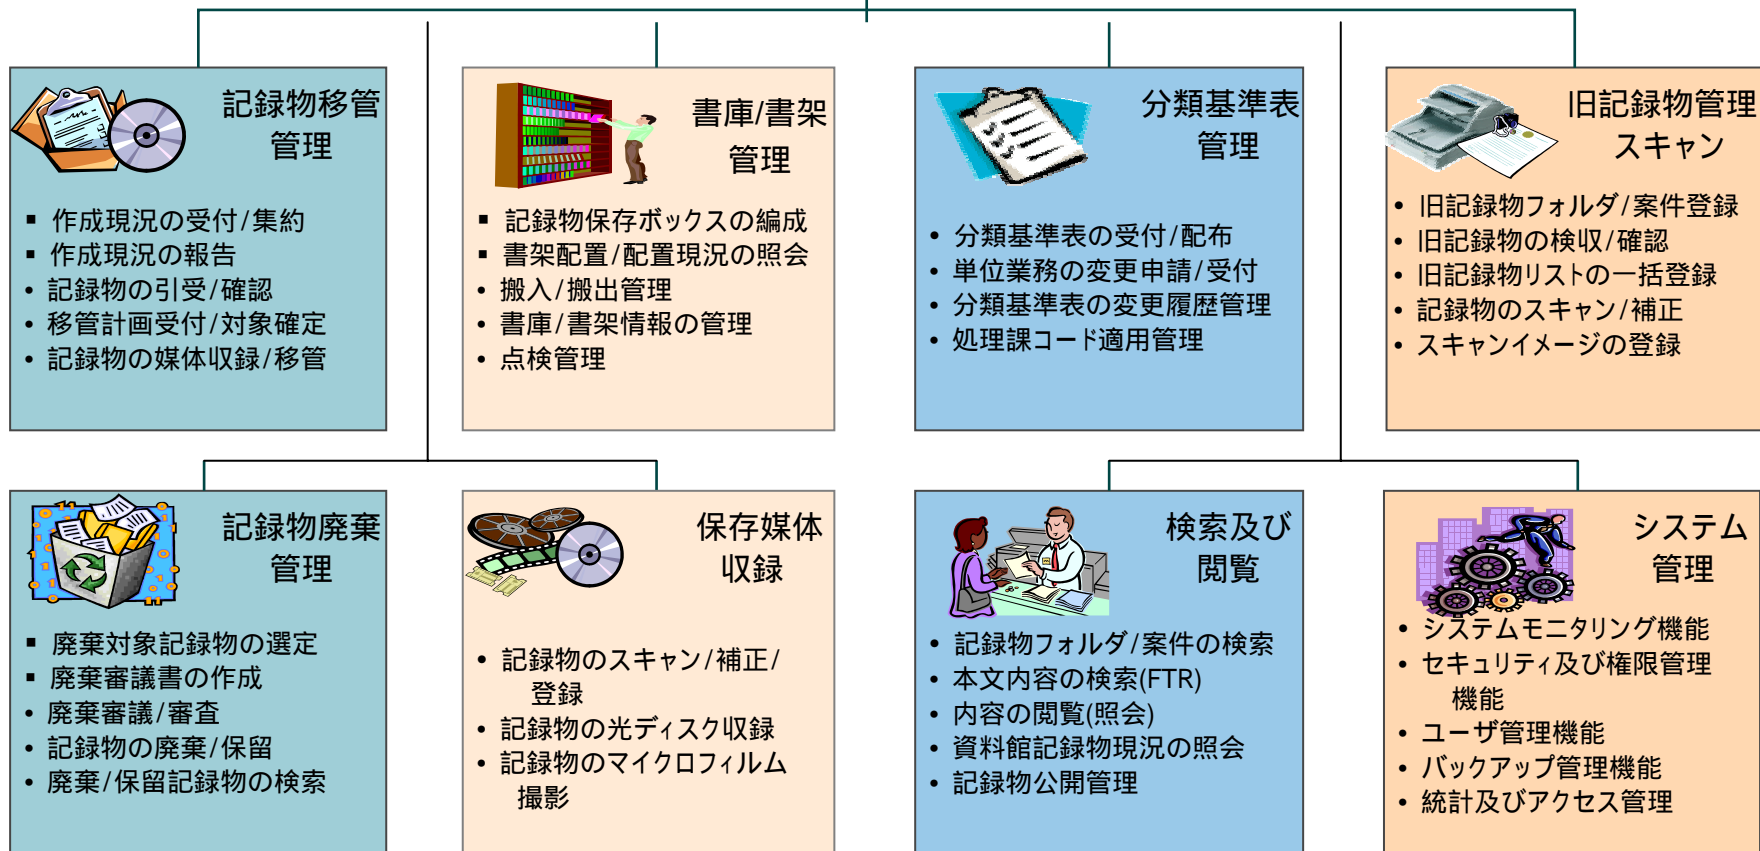 記録物移管
管理
▪ 作成現況の受付/集約
▪ 作成現況の報告
• 記録物の引受/確認
• 移管計画受付/対象確定
• 記録物の媒体収録/移管
書庫/書架
管理
▪ 記録物保存ボックスの編成
▪ 書架配置/配置現況の照会
• 搬入/搬出管理
• 書庫/書架情報の管理
• 点検管理
分類基準表
管理
• 分類基準表の受付/配布
• 単位業務の変更申請/受付
• 分類基準表の変更履歴管理
• 処理課コード適用管理
旧記録物管理
スキャン
• 旧記録物フォルダ/案件登録
• 旧記録物の検収/確認
• 旧記録物リストの一括登録
• 記録物のスキャン/補正
• スキャンイメージの登録
記録物廃棄
管理
▪ 廃棄対象記録物の選定
▪ 廃棄審議書の作成
• 廃棄審議/審査
• 記録物の廃棄/保留
• 廃棄/保留記録物の検索
保存媒体
収録
• 記録物のスキャン/補正/
登録
• 記録物の光ディスク収録
• 記録物のマイクロフィルム
撮影
検索及び
閲覧
• 記録物フォルダ/案件の検索
• 本文内容の検索(FTR)
• 内容の閲覧(照会)
• 資料館記録物現況の照会
• 記録物公開管理
システム
管理
• システムモニタリング機能
• セキュリティ及び権限管理
機能
• ユーザ管理機能
• バックアップ管理機能
• 統計及びアクセス管理